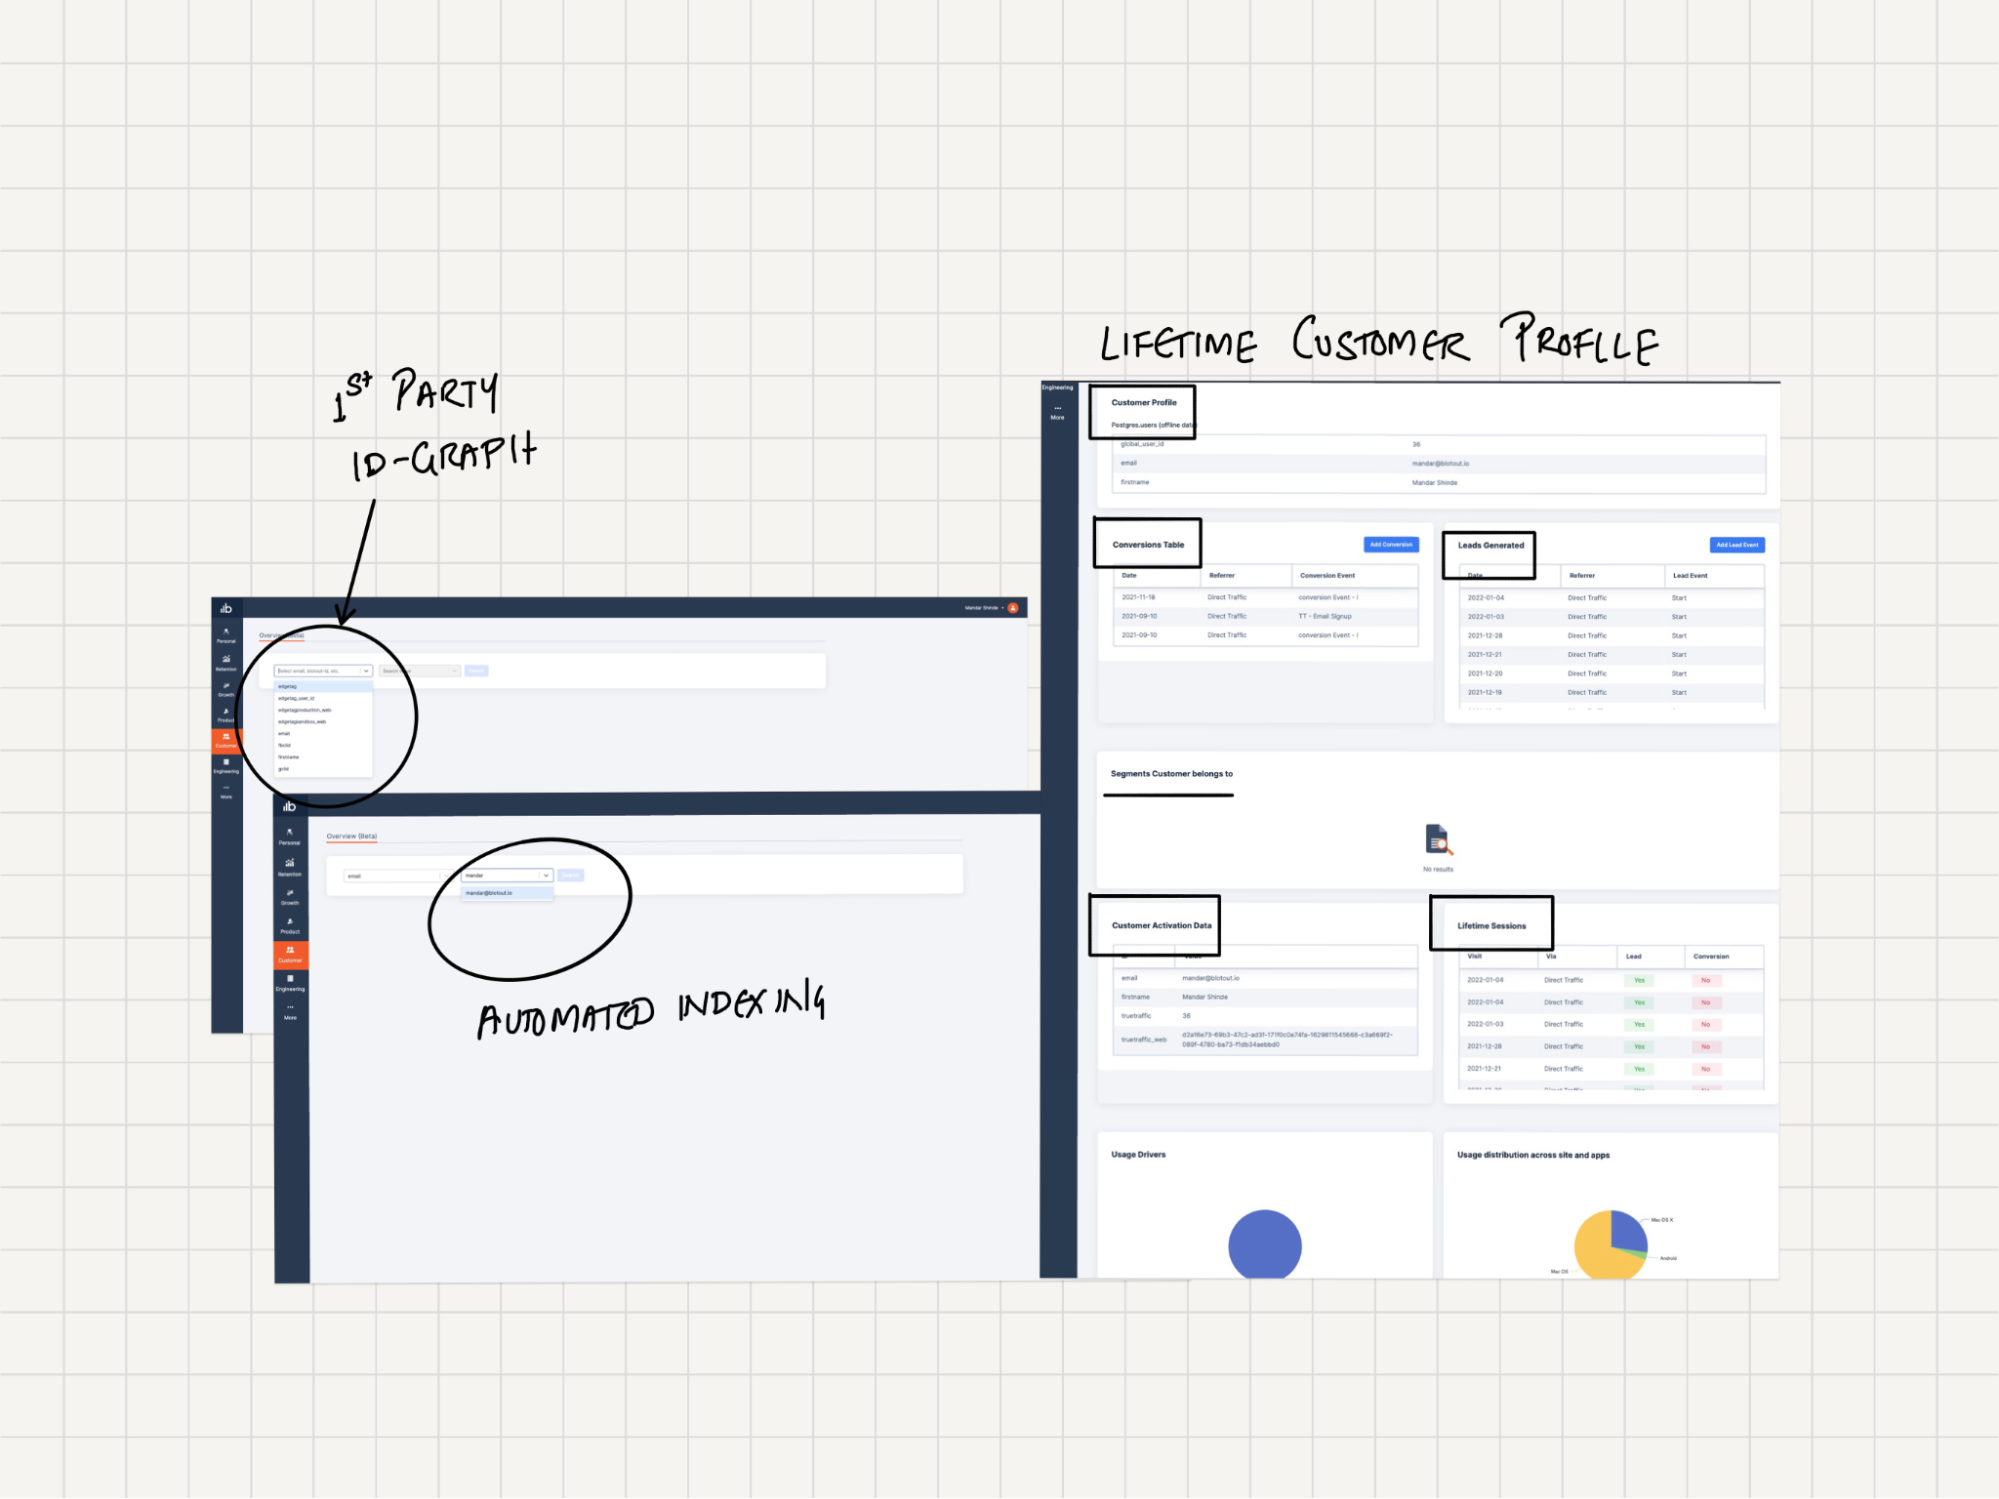 LIFETIME CUSTOMER PROFILE
1st PARTY
ID-GRAPH
Mandar Shinde
Personal
Retention
Growth
Product
Customer
Engineering
More
Overview (Beta)
Select email, blotout id, etc.
Search
edgetag
edgetag_user_id
edgetagproduction_web
email
firstname
Personal
Retention
Growth
Product
Customer
Engineering
More
Overview (Beta)
email
mandar
Search
mandar@blotout.io
AUTOMATED INDEXING
Engineering
More
Customer Profile
Postgres.users (offline data)
global_user_id 36
email mandar@blotout.io
firstname Mandar Shinde
Conversions Table
Add Conversion
Date Referrer Conversion Event
2021-11-18 Direct Traffic conversion Event - I
2021-09-10 Direct Traffic TT - Email Signup
2021-09-10 Direct Traffic conversion Event - I
Leads Generated
Add Lead Event
Date Referrer Lead Event
2022-01-04 Direct Traffic Start
2022-01-03 Direct Traffic Start
2021-12-28 Direct Traffic Start
2021-12-21 Direct Traffic Start
2021-12-20 Direct Traffic Start
2021-12-19 Direct Traffic Start
Segments Customer belongs to
No results
Customer Activation Data
email mandar@blotout.io
firstname Mandar Shinde
truetraffic 36
truetraffic_web d2a16e73-69b3-47c2-ad3f-171f0c0e74fa-1629811545668-c3a669f2-
089f-4780-ba73-f1db34aebbd0
Lifetime Sessions
Visit Via Lead Conversion
2022-01-04 Direct Traffic Yes No
2022-01-04 Direct Traffic Yes No
2022-01-03 Direct Traffic Yes No
2021-12-28 Direct Traffic Yes No
2021-12-21 Direct Traffic Yes No
Usage Drivers
Usage distribution across site and apps
Mac OS X
Android
Mac OS